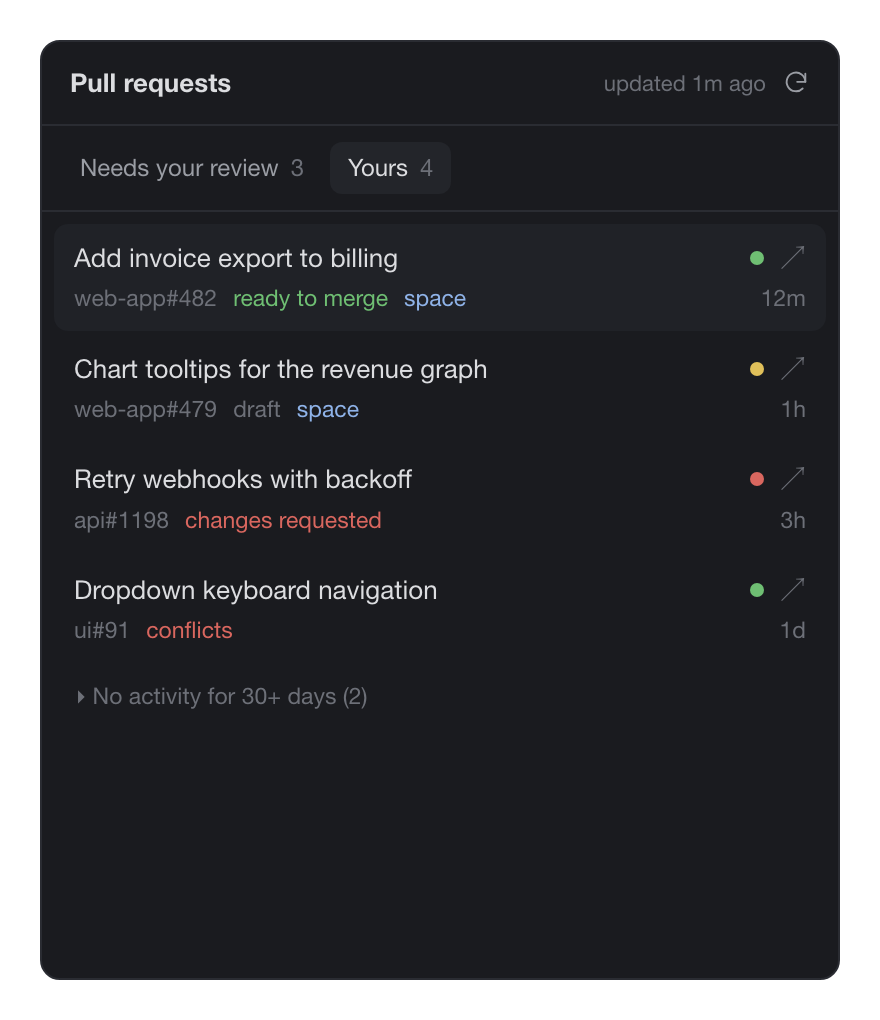 Pull requests
updated 1m ago
Needs your review 3
Yours 4
Add invoice export to billing
web-app#482 ready to merge space 12m
Chart tooltips for the revenue graph
web-app#479 draft space 1h
Retry webhooks with backoff
api#1198 changes requested 3h
Dropdown keyboard navigation
ui#91 conflicts 1d
No activity for 30+ days (2)